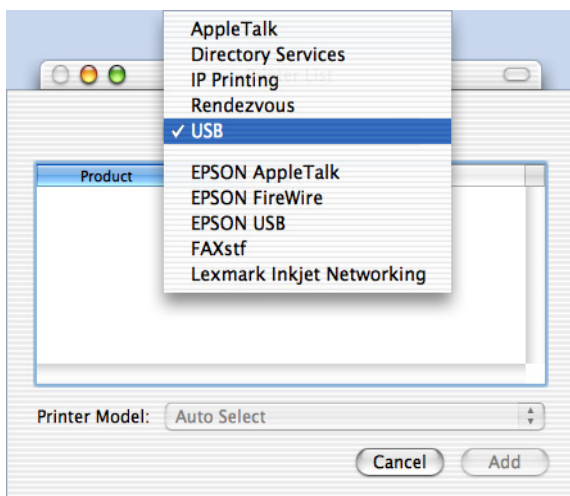 AppleTalk
Directory Services
IP Printing
Rendezvous
✓ USB
EPSON AppleTalk
EPSON FireWire
EPSON USB
FAXstf
Lexmark Inkjet Networking
List
Product
Printer Model: Auto Select
Cancel Add